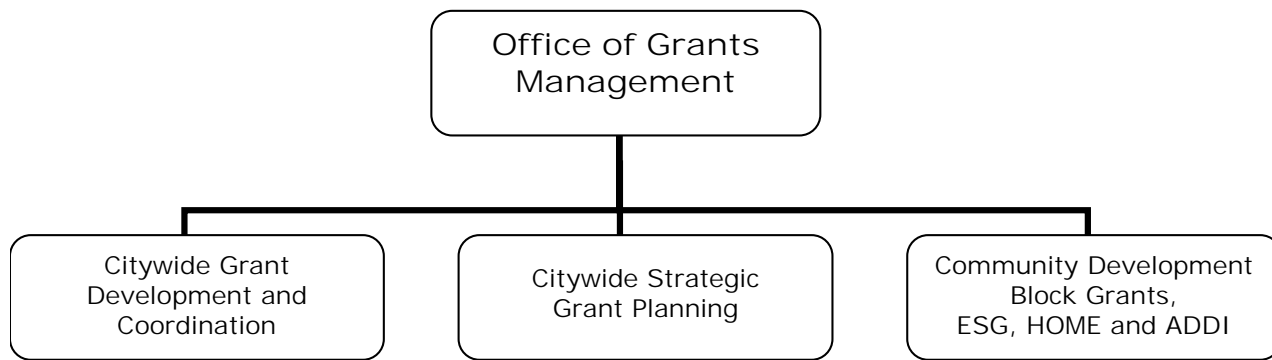 Office of Grants
Management
Citywide Grant
Development and
Coordination
Citywide Strategic
Grant Planning
Community Development
Block Grants,
ESG, HOME and ADDI